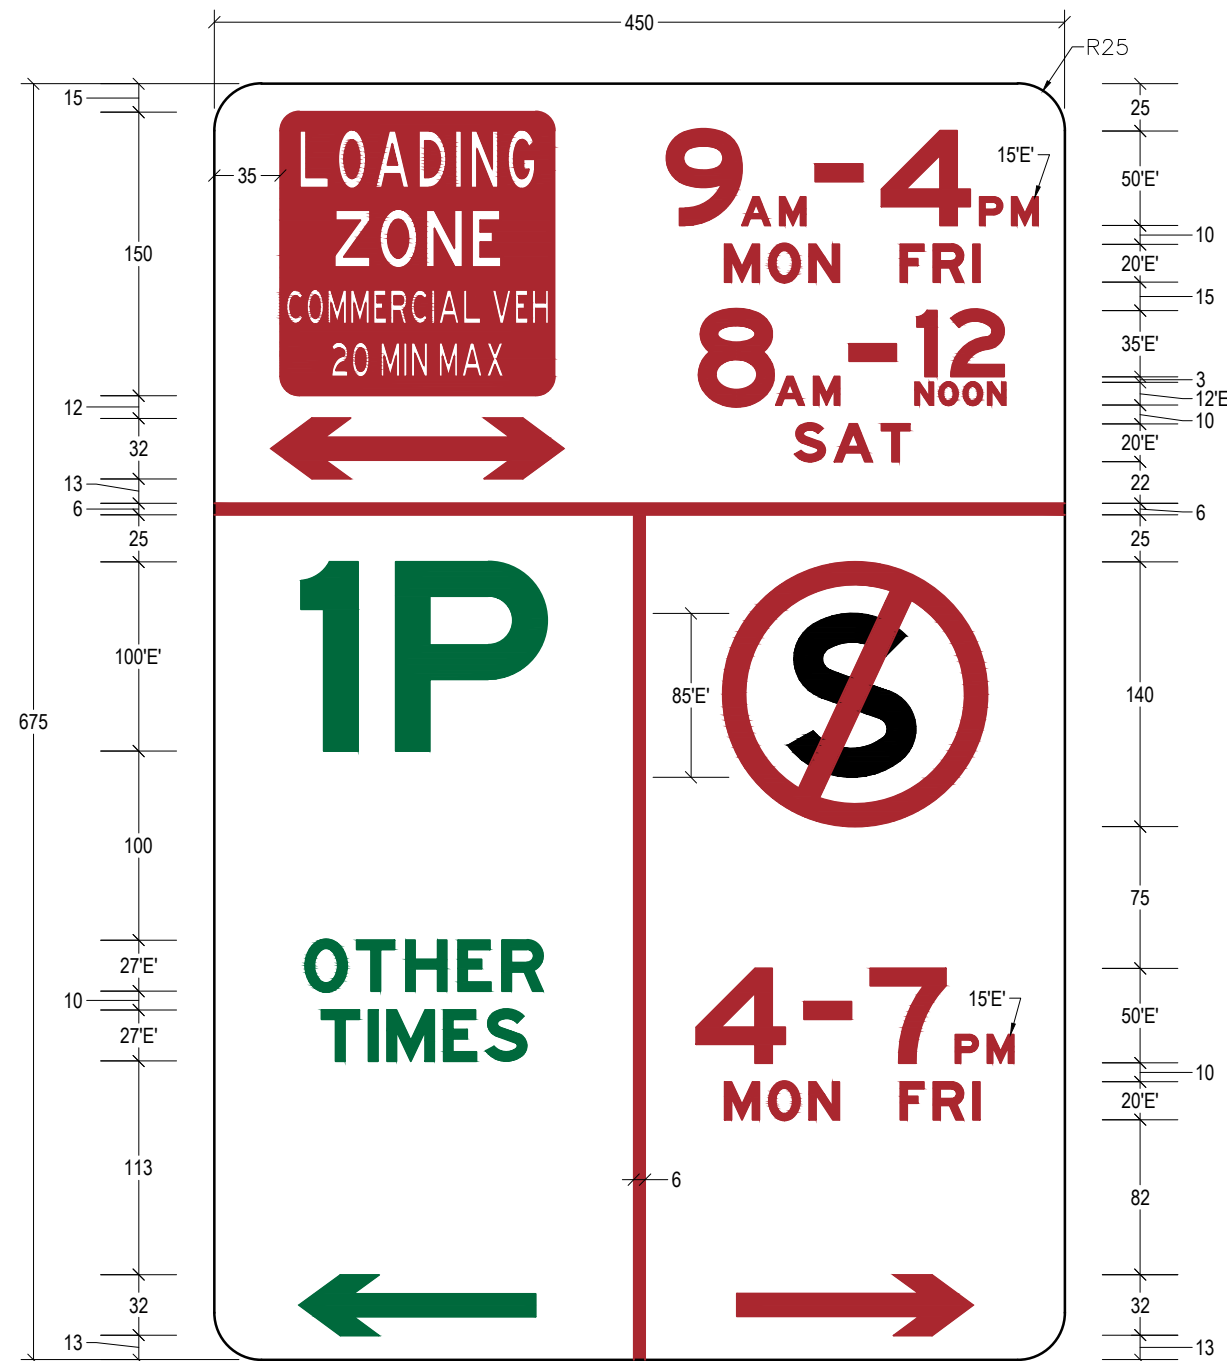 450
R25
15
150
12
32
13
6
25
100'E'
100
27'E'
10
27'E'
113
32
13
675
35
LOADING
ZONE
COMMERCIAL VEH
20 MIN MAX
9AM-4PM
15'E'
MON FRI
8AM-12
NOON
SAT
1P
OTHER
TIMES
85'E'
S
4-7PM
15'E'
MON FRI
6
25
50'E'
10
20'E'
15
35'E'
3
12'E
10
20'E'
22
6
25
140
75
50'E'
10
20'E'
82
32
13